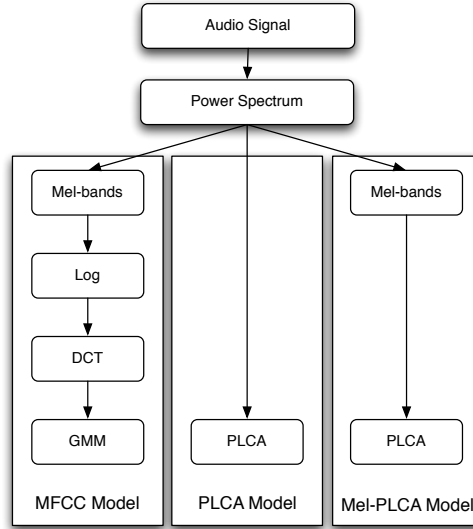 Audio Signal
Power Spectrum
Mel-bands
Log
DCT
GMM
MFCC Model
PLCA
PLCA Model
Mel-bands
PLCA
Mel-PLCA Model